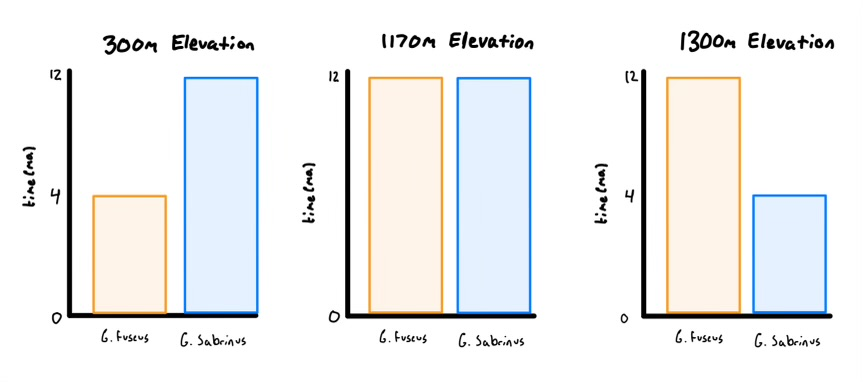 300m Elevation
12
4
0
time (ma)
G. Fuscus
G. Sabrinus
1170m Elevation
12
0
time (ma)
G. Fuscus
G. Sabrinus
1300m Elevation
12
4
0
time (ma)
G. Fuscus
G. Sabrinus